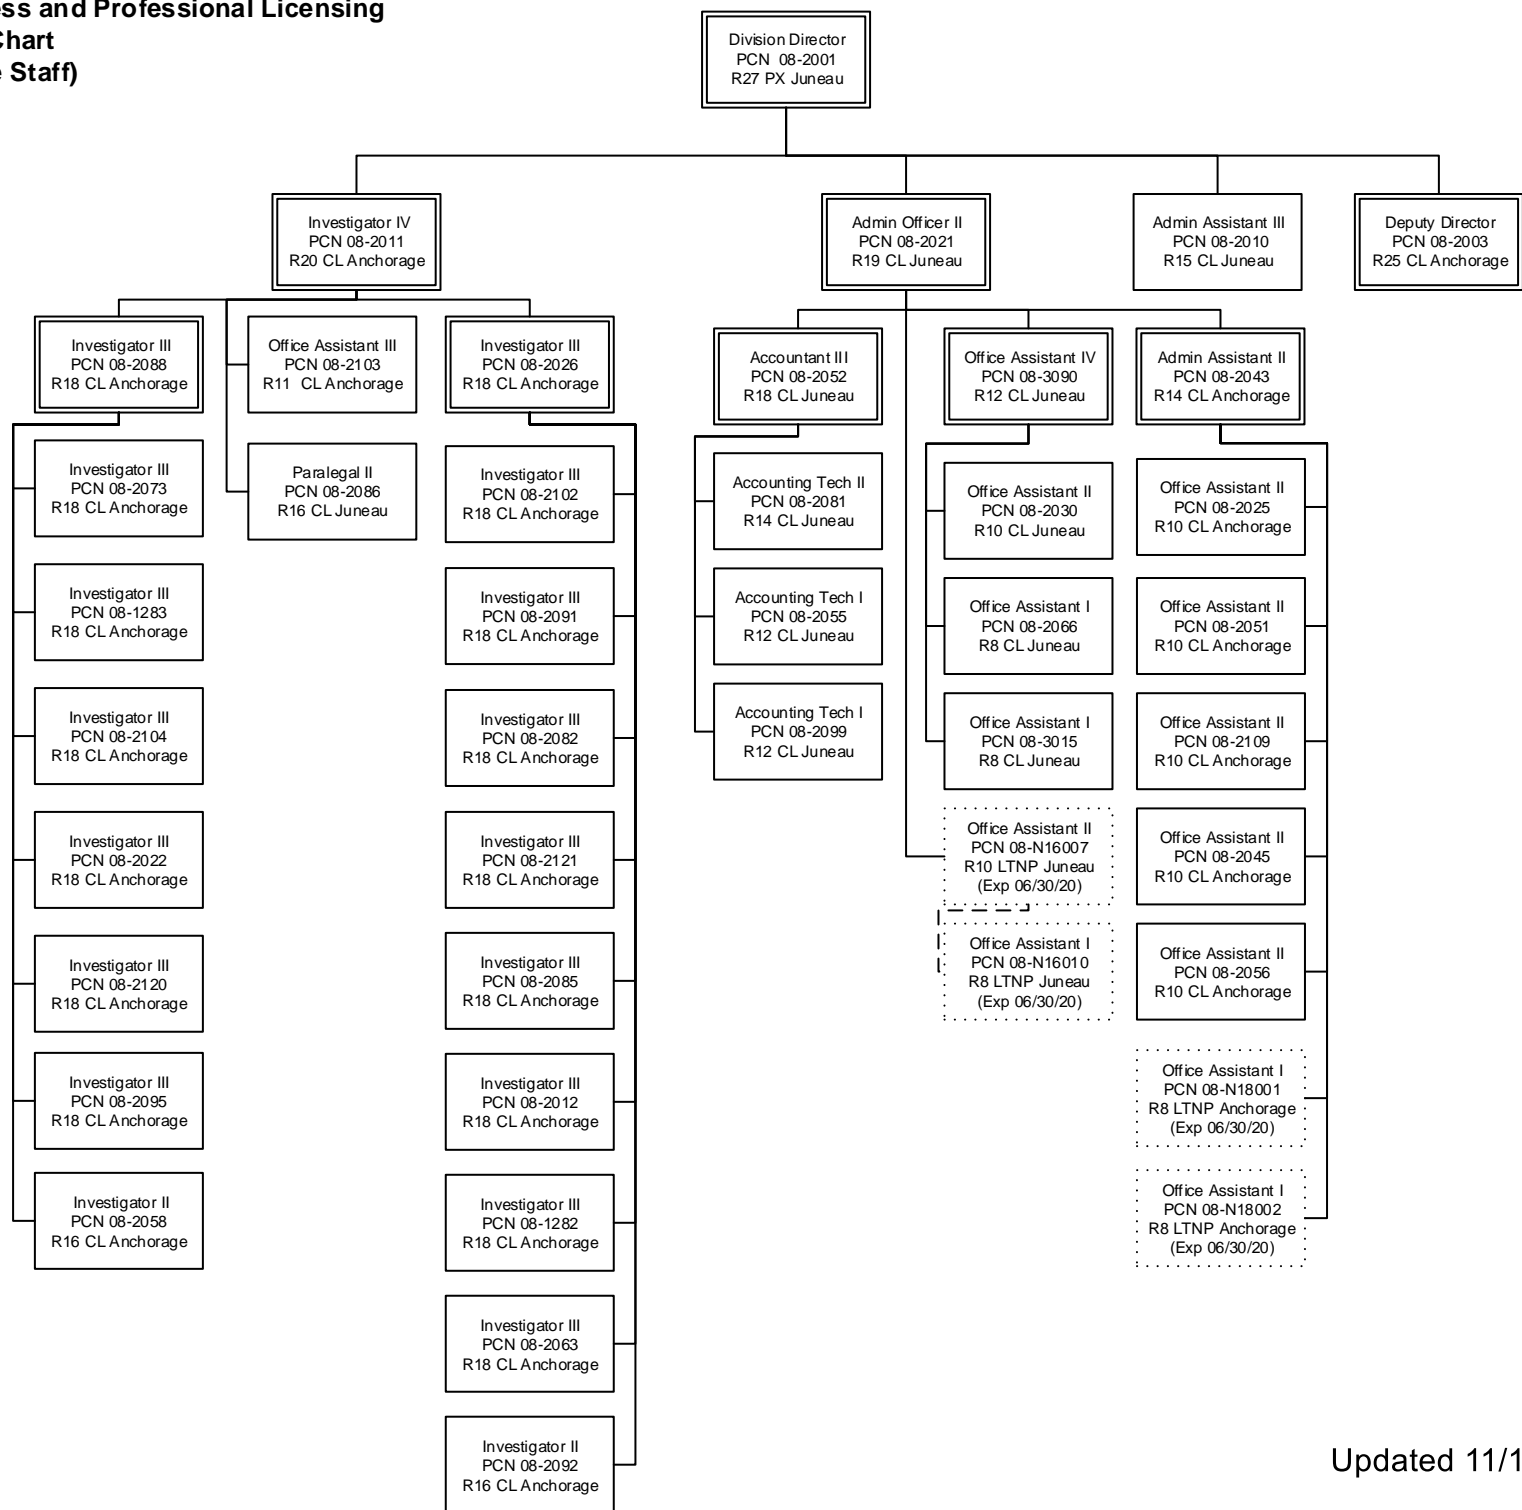 ess and Professional Licensing
Chart
e Staff)
Division Director
PCN 08-2001
R27 PX Juneau
Investigator IV
PCN 08-2011
R20 CL Anchorage
Admin Officer II
PCN 08-2021
R19 CL Juneau
Admin Assistant III
PCN 08-2010
R15 CL Juneau
Deputy Director
PCN 08-2003
R25 CL Anchorage
Investigator III
PCN 08-2088
R18 CL Anchorage
Office Assistant III
PCN 08-2103
R11 CL Anchorage
Investigator III
PCN 08-2026
R18 CL Anchorage
Accountant III
PCN 08-2052
R18 CL Juneau
Office Assistant IV
PCN 08-3090
R12 CL Juneau
Admin Assistant II
PCN 08-2043
R14 CL Anchorage
Investigator III
PCN 08-2073
R18 CL Anchorage
Investigator III
PCN 08-1283
R18 CL Anchorage
Investigator III
PCN 08-2104
R18 CL Anchorage
Investigator III
PCN 08-2022
R18 CL Anchorage
Investigator III
PCN 08-2120
R18 CL Anchorage
Investigator III
PCN 08-2095
R18 CL Anchorage
Investigator II
PCN 08-2058
R16 CL Anchorage
Paralegal II
PCN 08-2086
R16 CL Juneau
Investigator III
PCN 08-2102
R18 CL Anchorage
Investigator III
PCN 08-2091
R18 CL Anchorage
Investigator III
PCN 08-2082
R18 CL Anchorage
Investigator III
PCN 08-2121
R18 CL Anchorage
Investigator III
PCN 08-2085
R18 CL Anchorage
Investigator III
PCN 08-2012
R18 CL Anchorage
Investigator III
PCN 08-1282
R18 CL Anchorage
Investigator III
PCN 08-2063
R18 CL Anchorage
Investigator II
PCN 08-2092
R16 CL Anchorage
Accounting Tech II
PCN 08-2081
R14 CL Juneau
Accounting Tech I
PCN 08-2055
R12 CL Juneau
Accounting Tech I
PCN 08-2099
R12 CL Juneau
Office Assistant II
PCN 08-2030
R10 CL Juneau
Office Assistant I
PCN 08-2066
R8 CL Juneau
Office Assistant I
PCN 08-3015
R8 CL Juneau
Office Assistant II
PCN 08-N16007
R10 LTNP Juneau
(Exp 06/30/20)
Office Assistant I
PCN 08-N16010
R8 LTNP Juneau
(Exp 06/30/20)
Office Assistant II
PCN 08-2025
R10 CL Anchorage
Office Assistant II
PCN 08-2051
R10 CL Anchorage
Office Assistant II
PCN 08-2109
R10 CL Anchorage
Office Assistant II
PCN 08-2045
R10 CL Anchorage
Office Assistant II
PCN 08-2056
R10 CL Anchorage
Office Assistant I
PCN 08-N18001
R8 LTNP Anchorage
(Exp 06/30/20)
Office Assistant I
PCN 08-N18002
R8 LTNP Anchorage
(Exp 06/30/20)
Updated 11/1